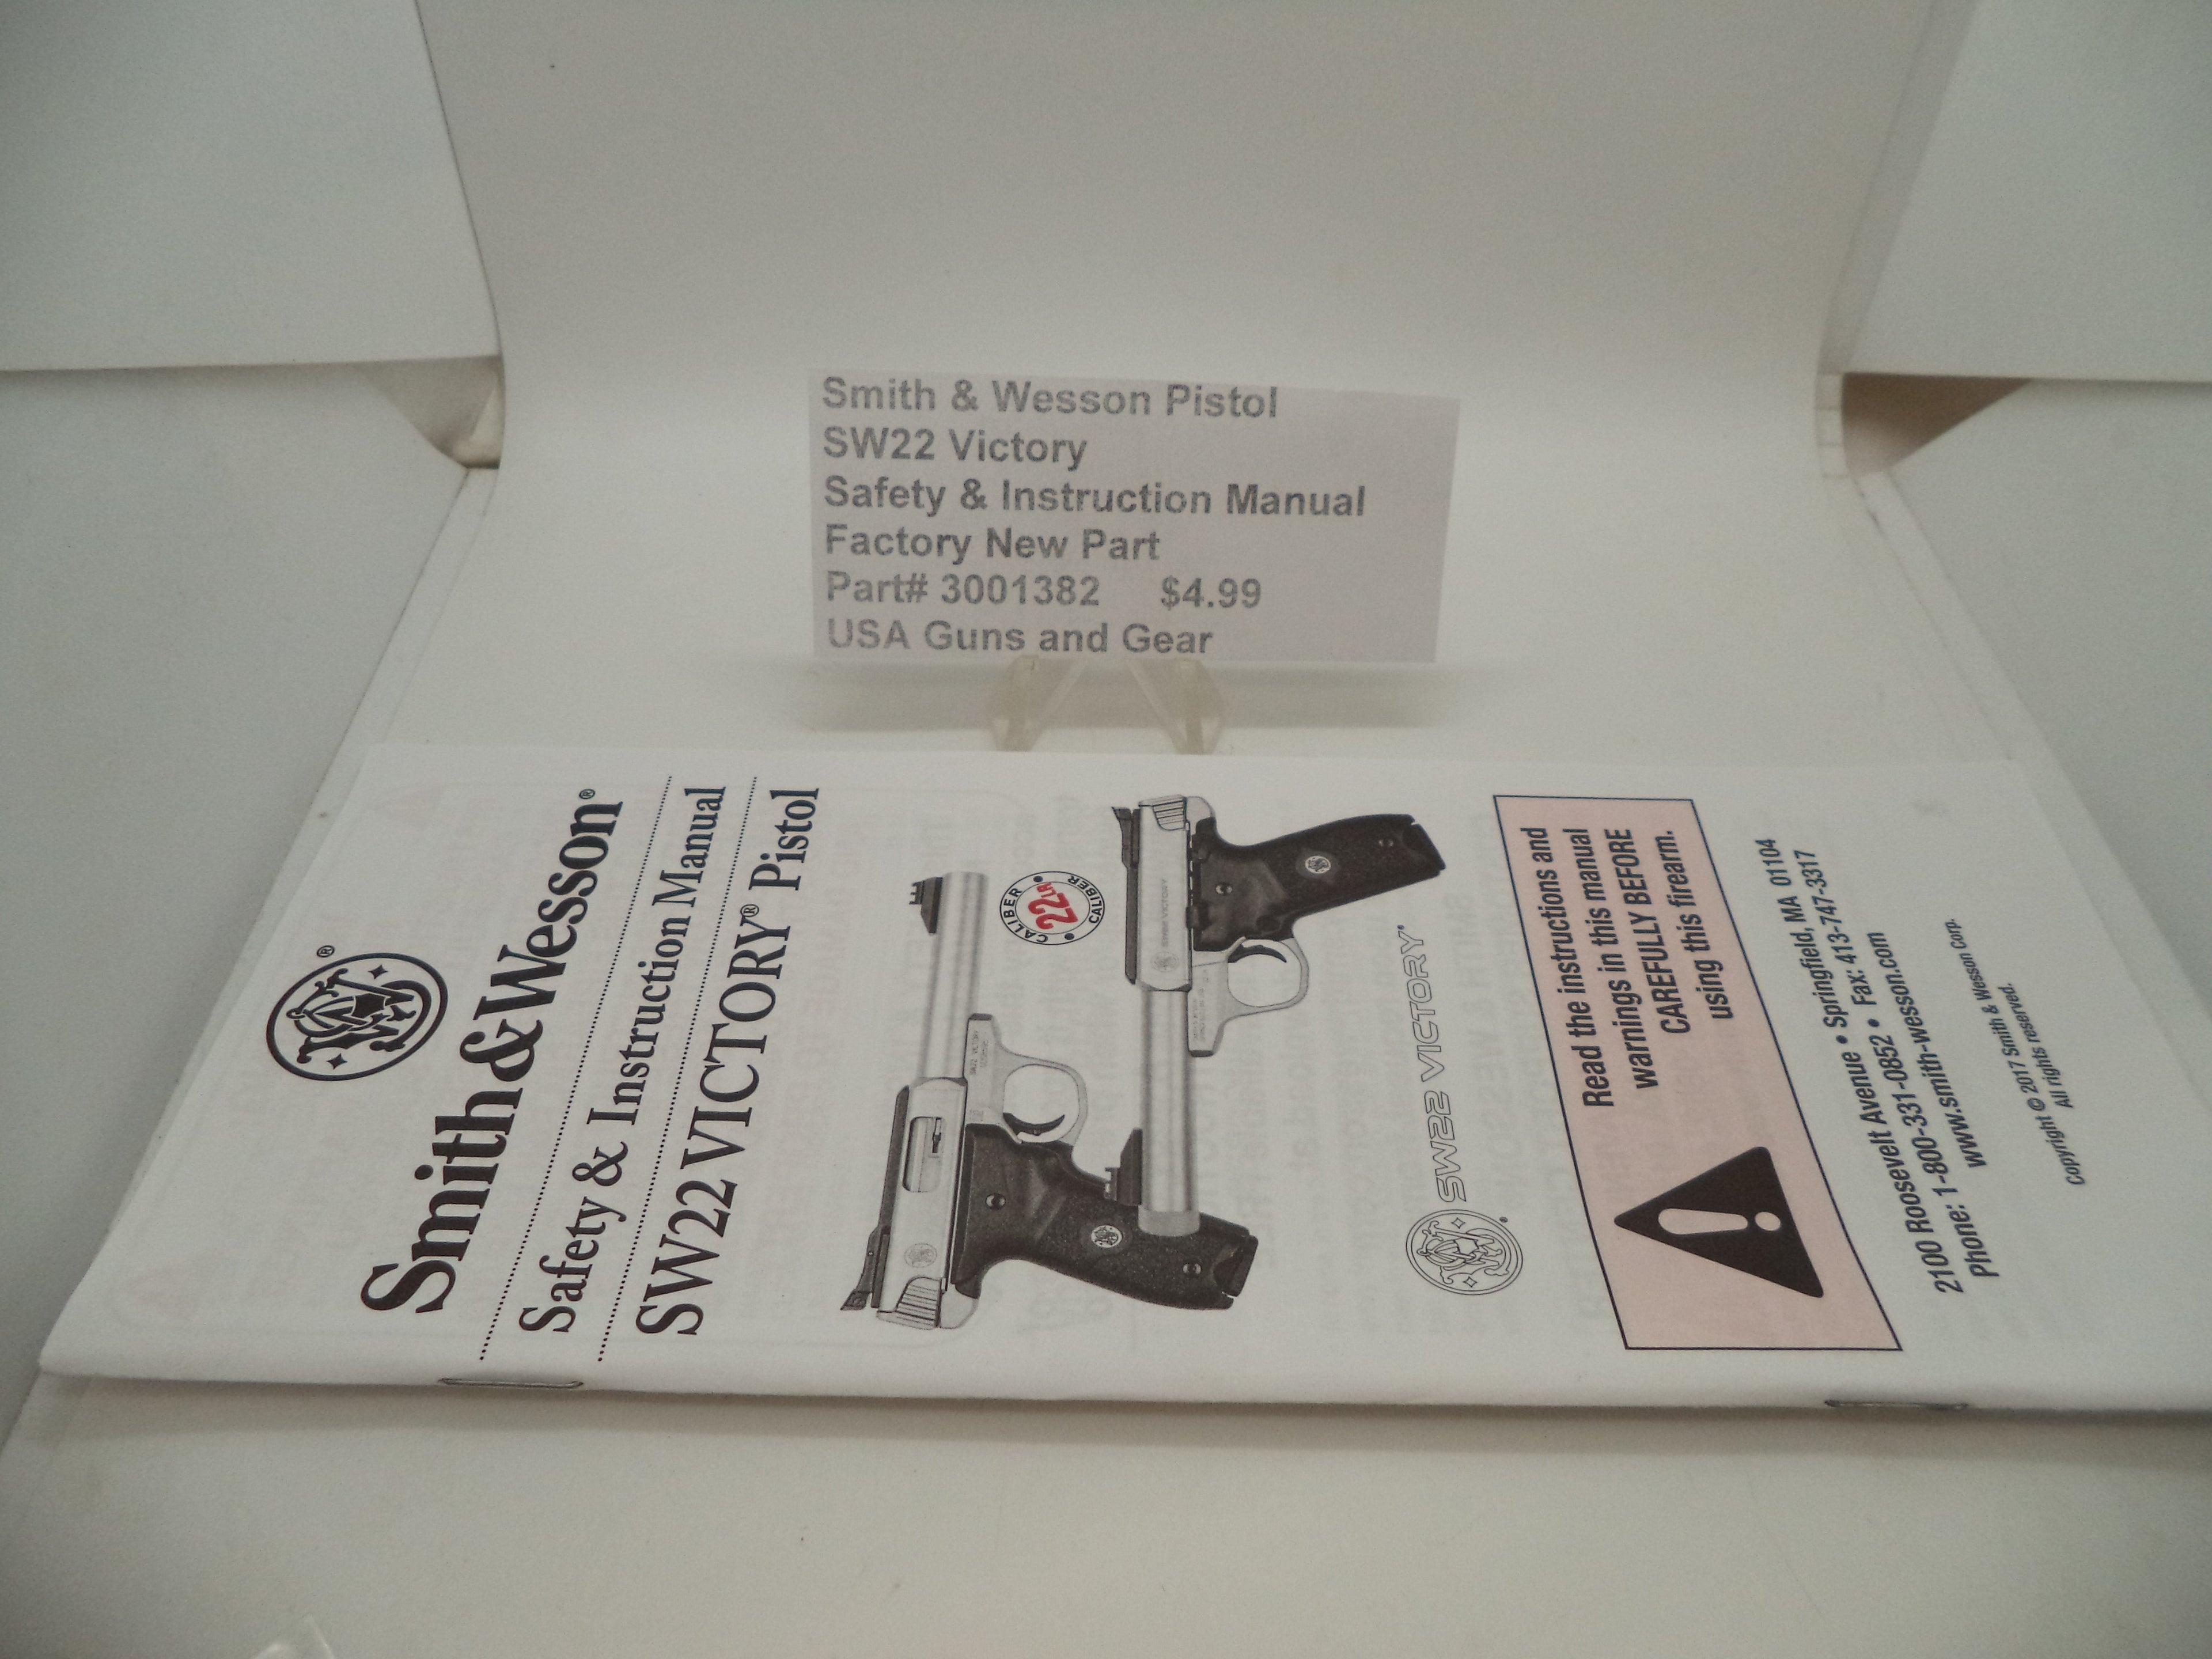 Smith & Wesson Pistol
SW22 Victory
Safety & Instruction Manual
Factory New Part
Part# 3001382 $4.99
USA Guns and Gear
®
Smith & Wesson®
Safety & Instruction Manual
SW22 VICTORY® Pistol
CALIBER
22LR
CALIBER
SW22 VICTORY
Read the instructions and
warnings in this manual
CAREFULLY BEFORE
using this firearm.
2100 Roosevelt Avenue • Springfield, MA 01104
Phone: 1-800-331-0852 • Fax: 413-747-3317
www.smith-wesson.com
Copyright © 2017 Smith & Wesson Corp.
All rights reserved.